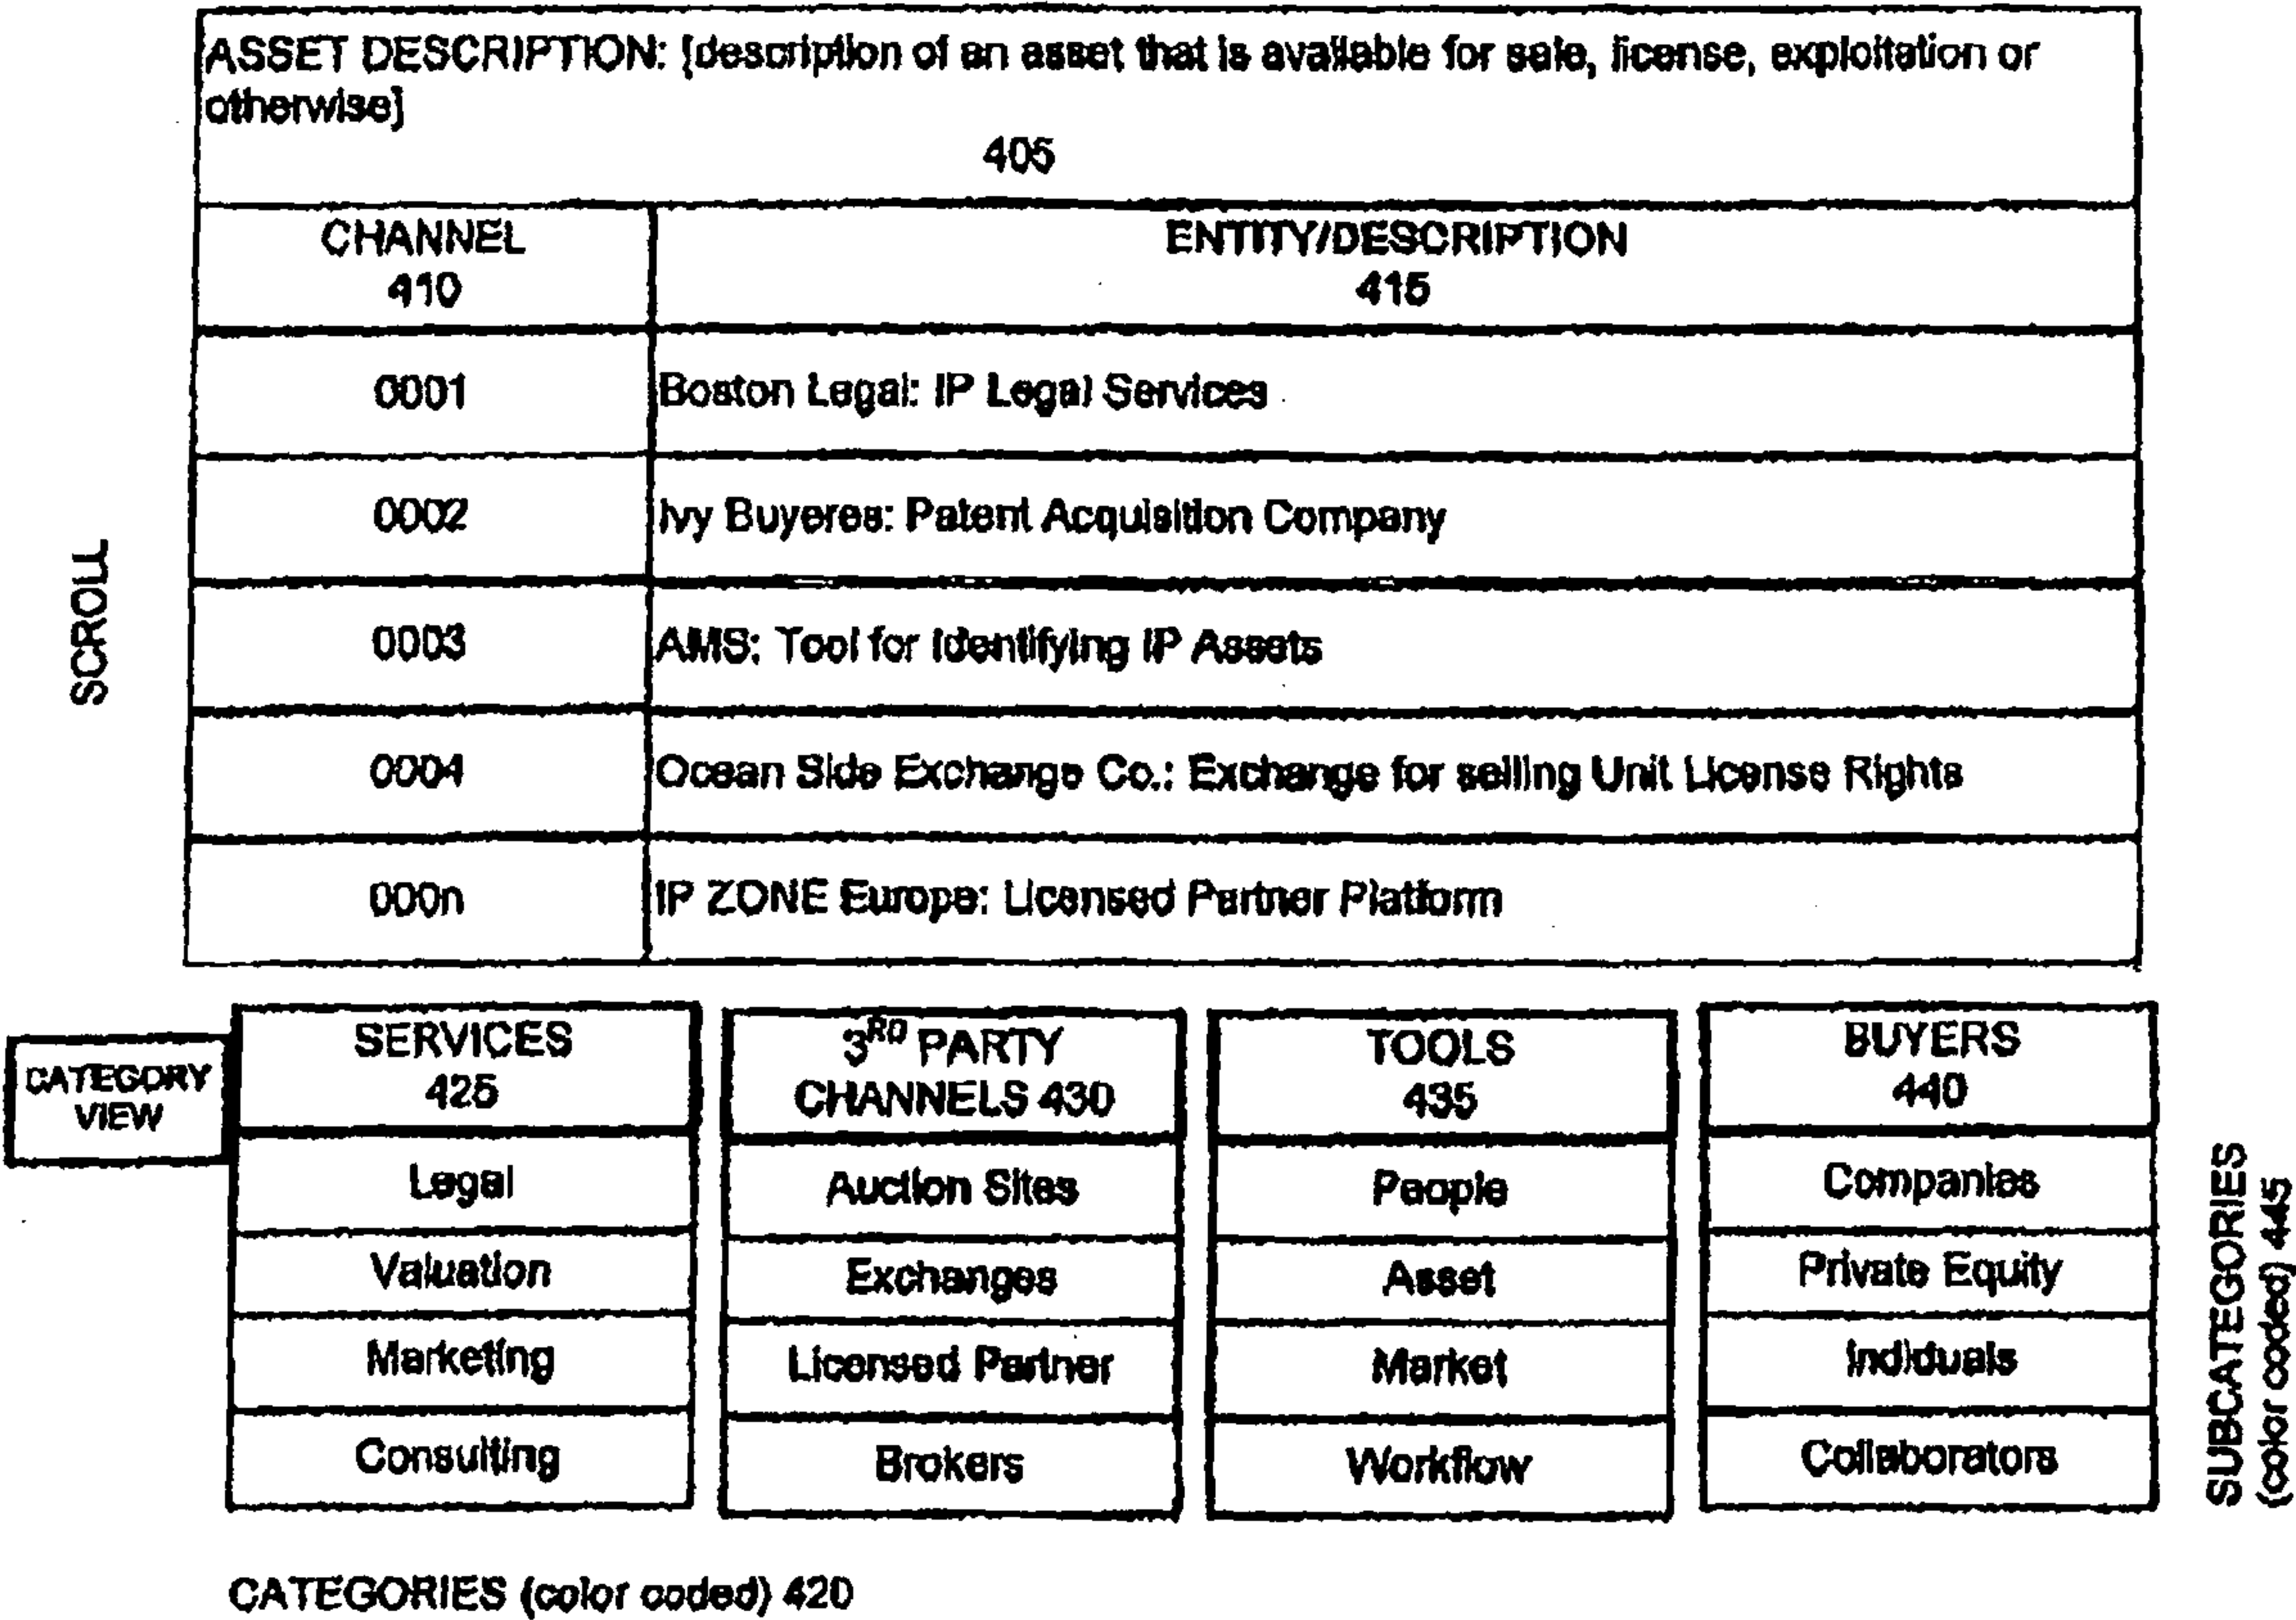 ASSET DESCRIPTION: [description of an asset that is available for sale, license, exploitation or
otherwise]
405
CHANNEL
410
ENTITY/DESCRIPTION
415
0001
Boston Legal: IP Legal Services
0002
Ivy Buyeres: Patent Acquisition Company
0003
AMS: Tool for Identifying IP Assets
0004
Ocean Side Exchange Co.: Exchange for selling Unit License Rights
000n
IP ZONE Europe: Licensed Partner Platform
SCROLL
CATEGORY
VIEW
SERVICES
425
Legal
Valuation
Marketing
Consulting
3RD PARTY
CHANNELS 430
Auction Sites
Exchanges
Licensed Partner
Brokers
TOOLS
435
People
Asset
Market
Workflow
BUYERS
440
Companies
Private Equity
Indiduals
Collaborators
SUBCATEGORIES
(color coded) 445
CATEGORIES (color coded) 420